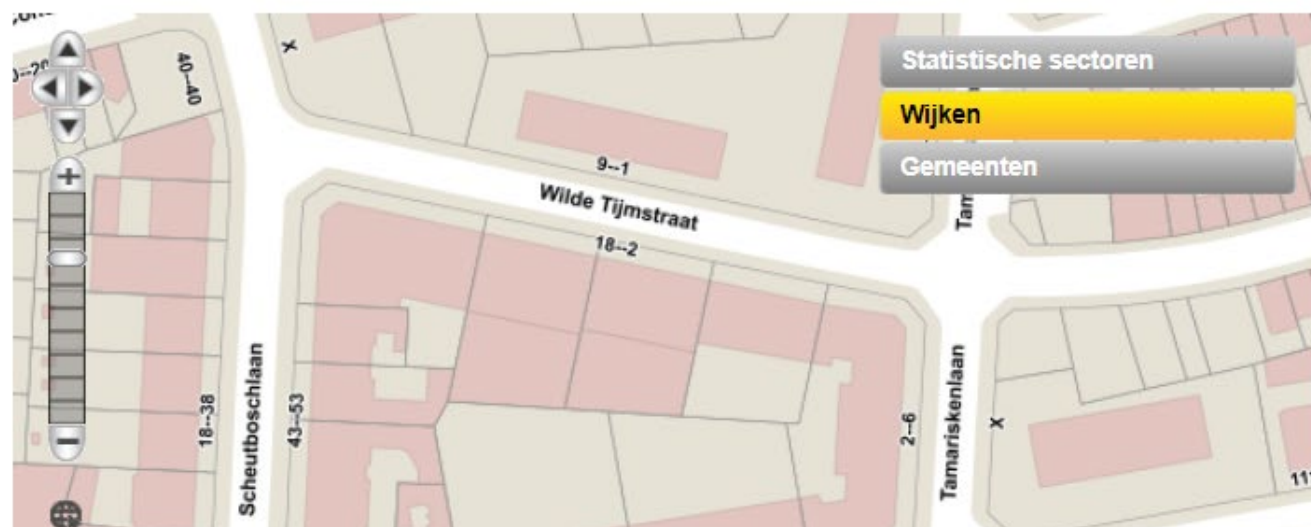 40--40
X
Statistische sectoren
Wijken
Gemeenten
9--1
Wilde Tijmstraat
18--2
18--38
Scheutboschlaan
43--53
2--6
Tamariskenlaan
X